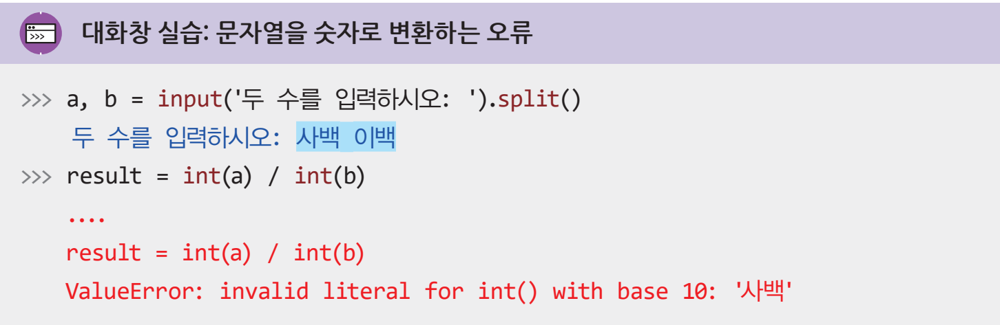 >>>
대화창 실습: 문자열을 숫자로 변환하는 오류
>>> a, b = input('두 수를 입력하시오: ').split()
두 수를 입력하시오: 사백 이백
>>> result = int(a) / int(b)
....
result = int(a) / int(b)
ValueError: invalid literal for int() with base 10: '사백'